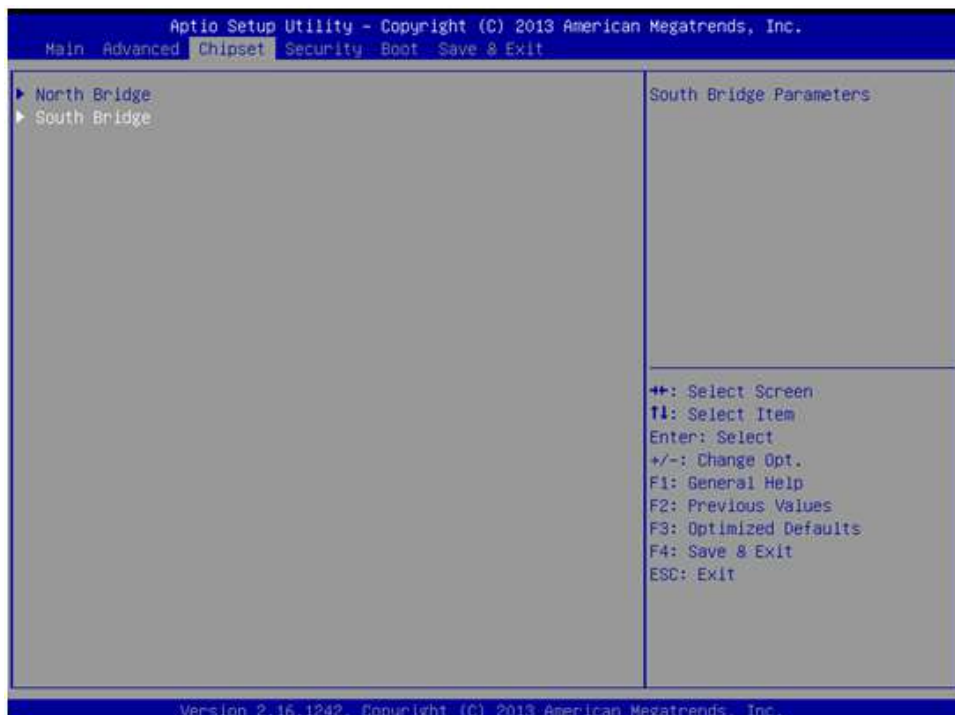 Aptio Setup Utility – Copyright (C) 2013 American Megatrends, Inc.
Main Advanced Chipset Security Boot Save & Exit
▶ North Bridge
▶ South Bridge
South Bridge Parameters
→←: Select Screen
↑↓: Select Item
Enter: Select
+/-: Change Opt.
F1: General Help
F2: Previous Values
F3: Optimized Defaults
F4: Save & Exit
ESC: Exit
Version 2.16.1242. Copyright (C) 2013 American Megatrends, Inc.